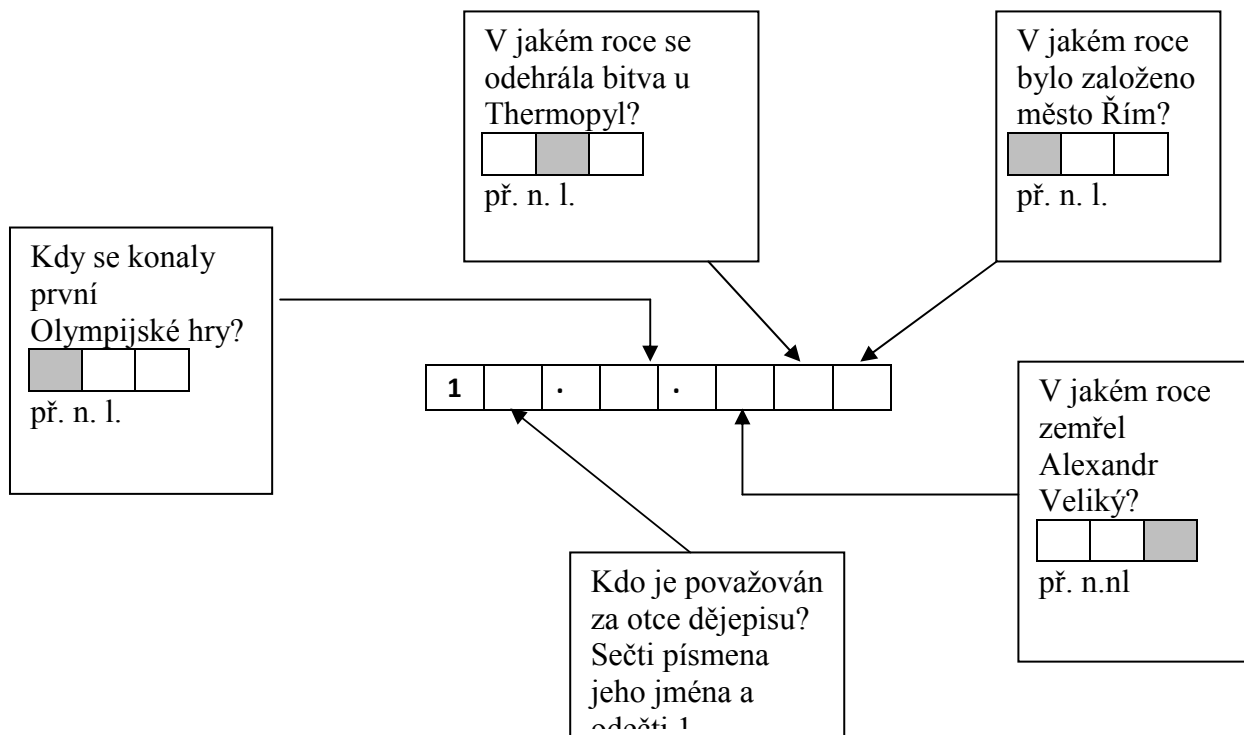 V jakém roce se
odehrála bitva u
Thermopyl?
př. n. l.
V jakém roce
bylo založeno
město Řím?
př. n. l.
Kdy se konaly
první
Olympijské hry?
př. n. l.
1 . .
V jakém roce
zemřel
Alexandr
Veliký?
př. n.nl
Kdo je považován
za otce dějepisu?
Sečti písmena
jeho jména a
odečti 1